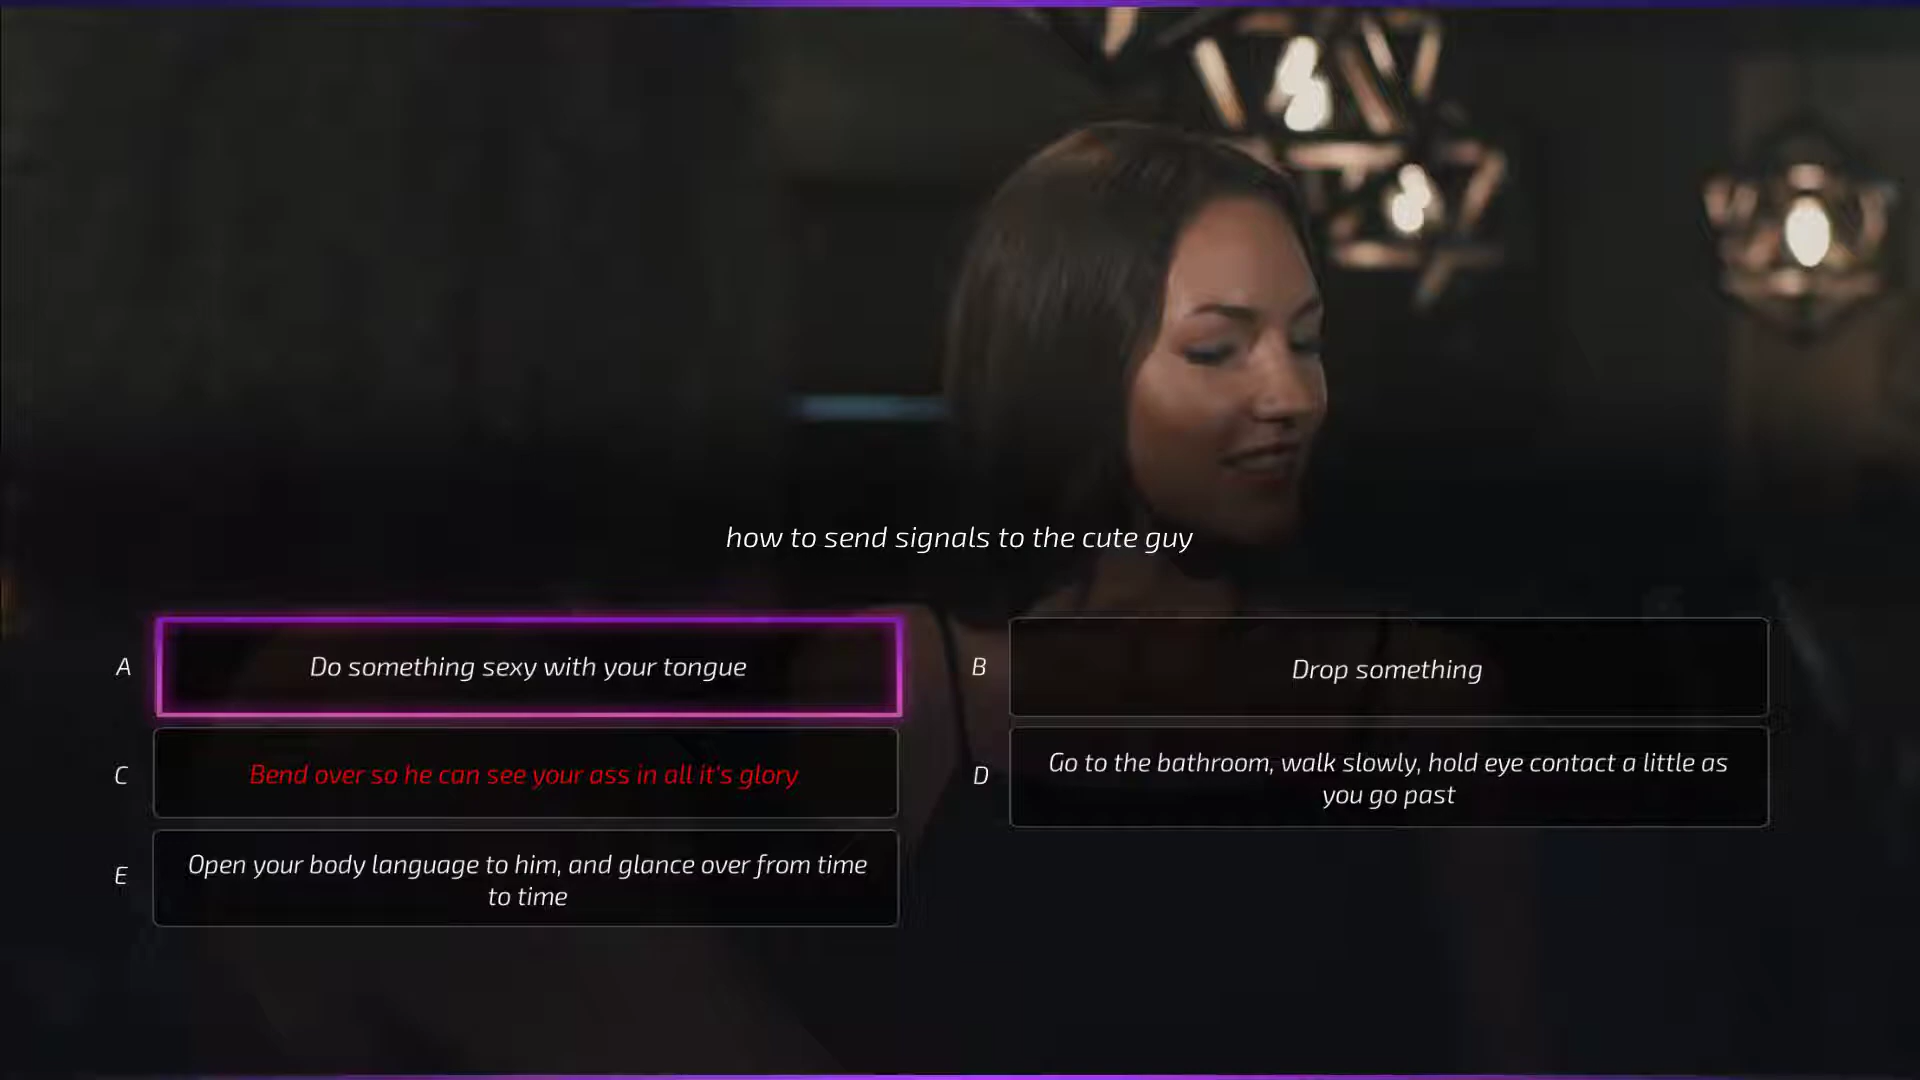 how to send signals to the cute guy
A
Do something sexy with your tongue
B
Drop something
C
Bend over so he can see your ass in all it's glory
D
Go to the bathroom, walk slowly, hold eye contact a little as
you go past
E
Open your body language to him, and glance over from time
to time